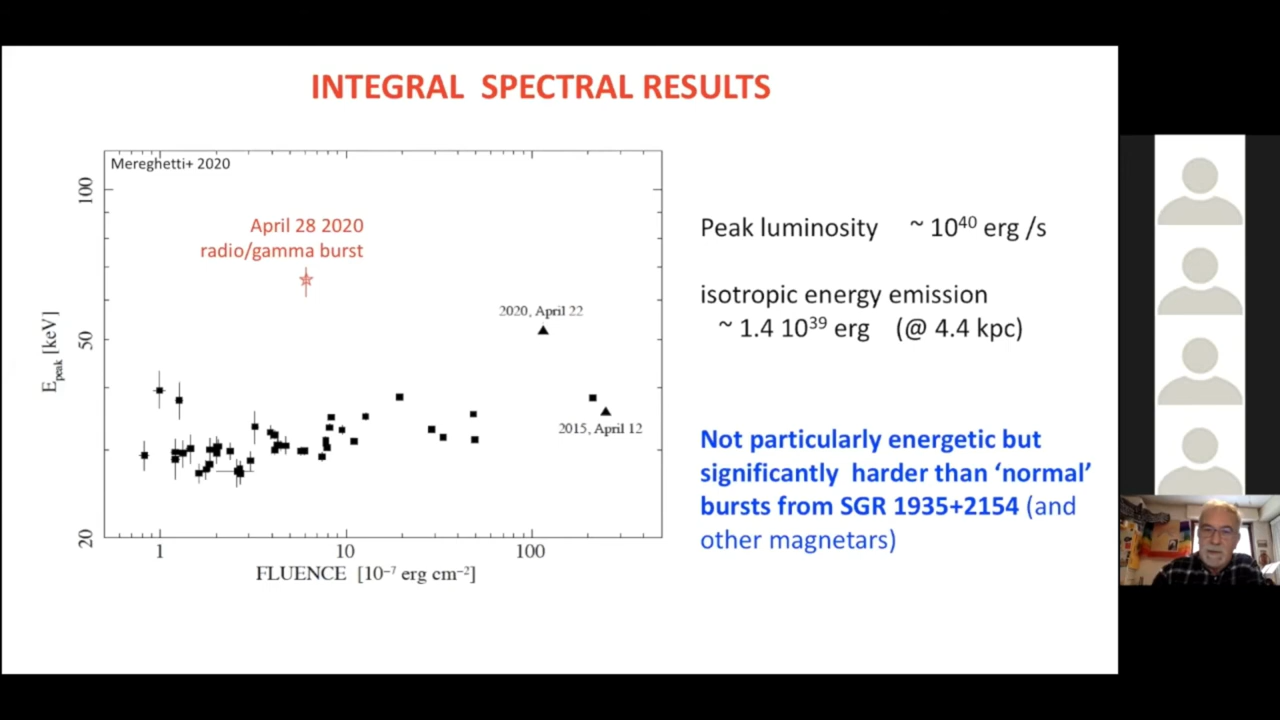 INTEGRAL SPECTRAL RESULTS
Mereghetti+ 2020
April 28 2020
radio/gamma burst
2020, April 22
2015, April 12
100
50
20
E_peak [keV]
1
10
100
FLUENCE [10⁻⁷ erg cm⁻²]
Peak luminosity ~ 10⁴⁰ erg /s
isotropic energy emission
~ 1.4 10³⁹ erg (@ 4.4 kpc)
Not particularly energetic but
significantly harder than ‘normal’
bursts from SGR 1935+2154 (and
other magnetars)